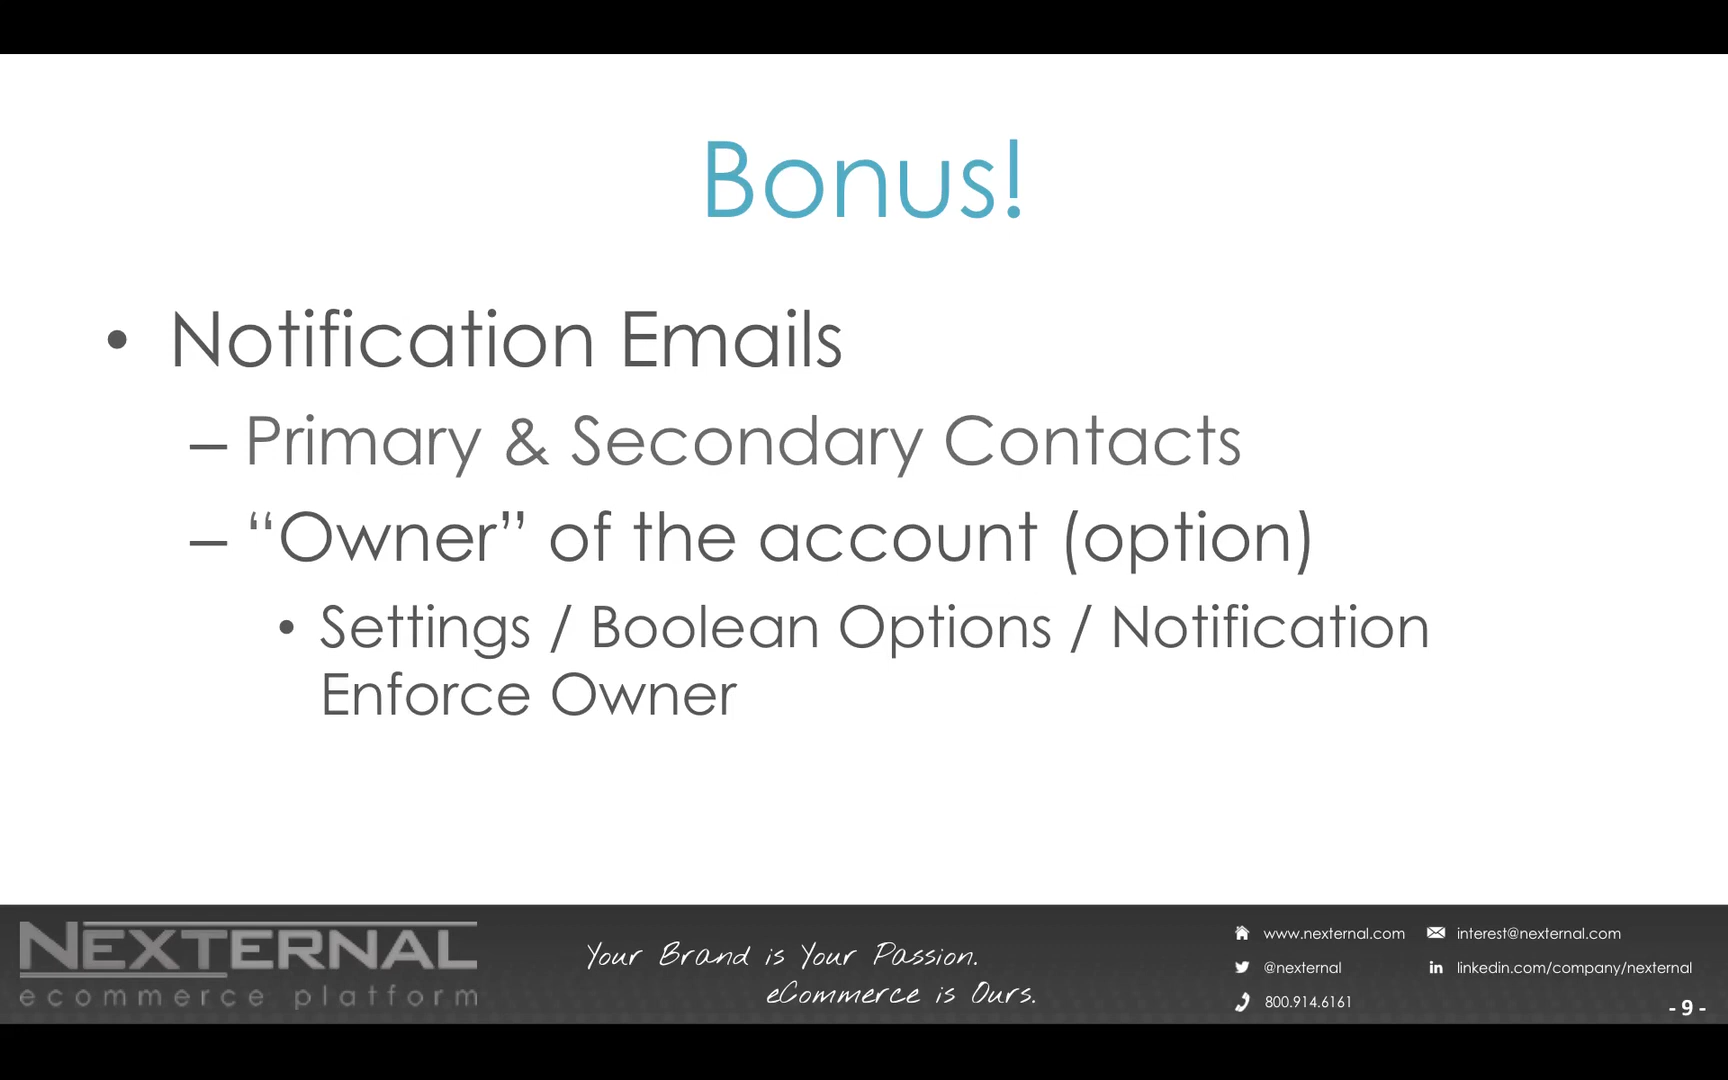 Bonus!
• Notification Emails
– Primary & Secondary Contacts
– “Owner” of the account (option)
• Settings / Boolean Options / Notification
Enforce Owner
NEXTERNAL
ecommerce platform
Your Brand is Your Passion.
eCommerce is Ours.
www.nexternal.com
interest@nexternal.com
@nexternal
linkedin.com/company/nexternal
800.914.6161
- 9 -